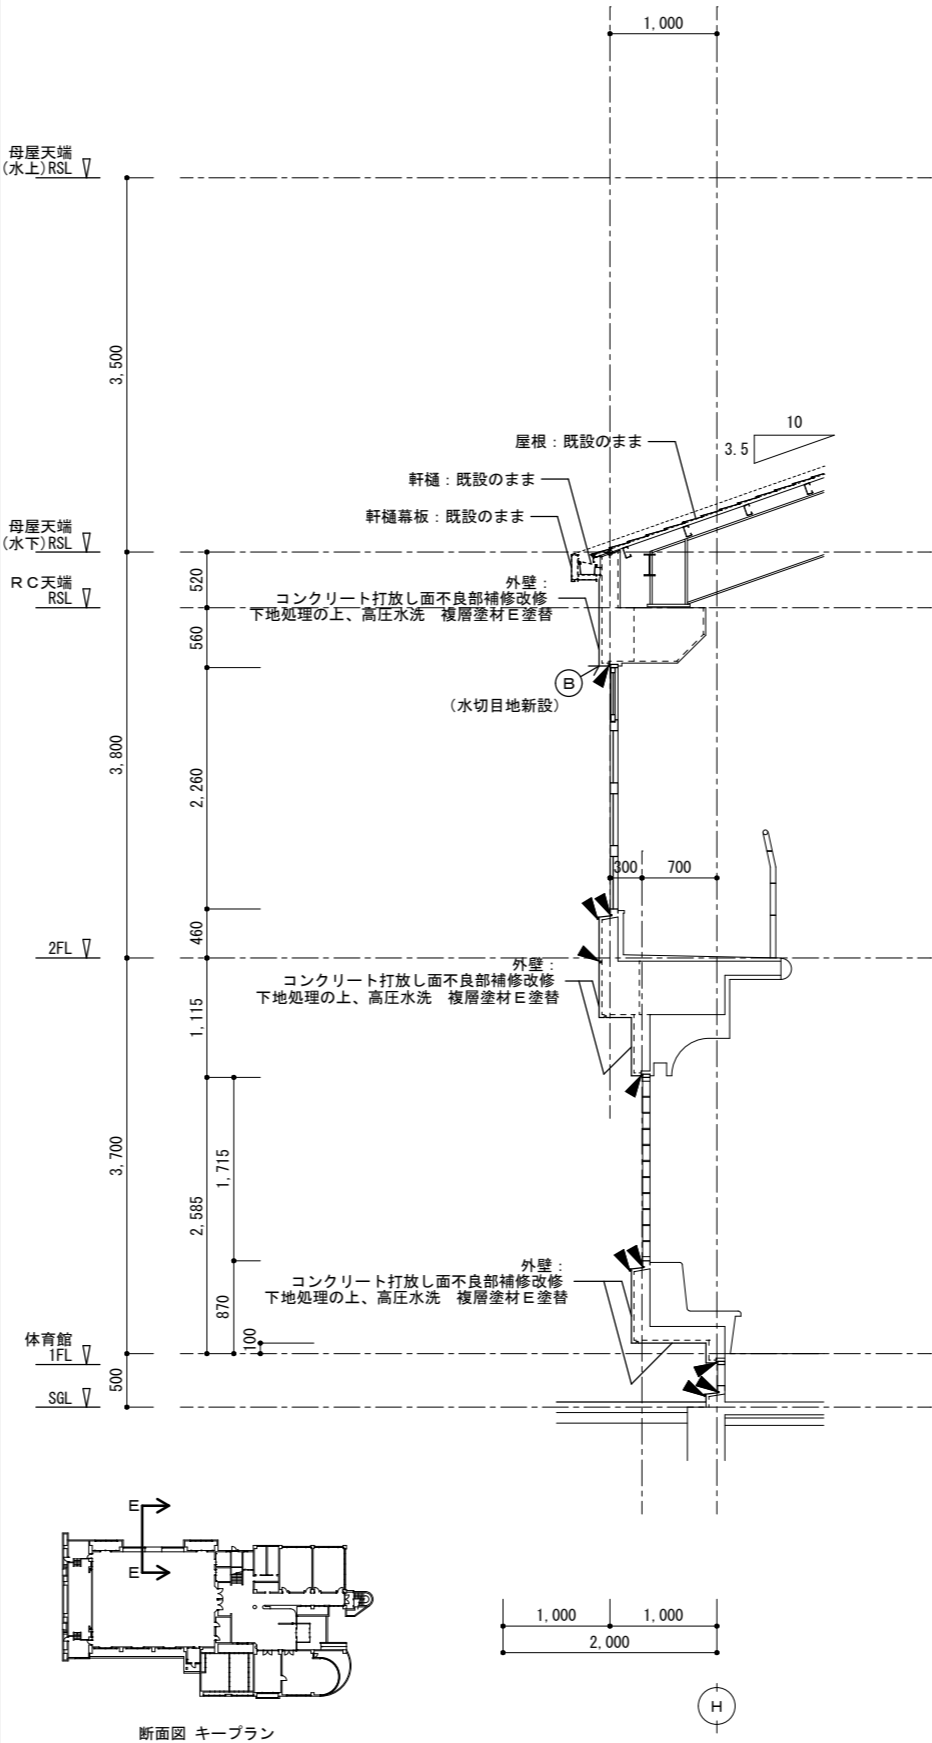 1,000
母屋天端
(水上)RSL
3,500
10
3.5
屋根：既設のまま
軒樋：既設のまま
軒樋幕板：既設のまま
母屋天端
(水下)RSL
520
ＲＣ天端
RSL
外壁：
コンクリート打放し面不良部補修改修
下地処理の上、高圧水洗　複層塗材Ｅ塗替
560
B
(水切目地新設)
3,800
2,260
300
700
460
2FL
外壁：
コンクリート打放し面不良部補修改修
下地処理の上、高圧水洗　複層塗材Ｅ塗替
1,115
3,700
1,715
2,585
外壁：
コンクリート打放し面不良部補修改修
下地処理の上、高圧水洗　複層塗材Ｅ塗替
870
100
体育館
1FL
500
SGL
E
E
1,000
1,000
2,000
H
断面図 キープラン